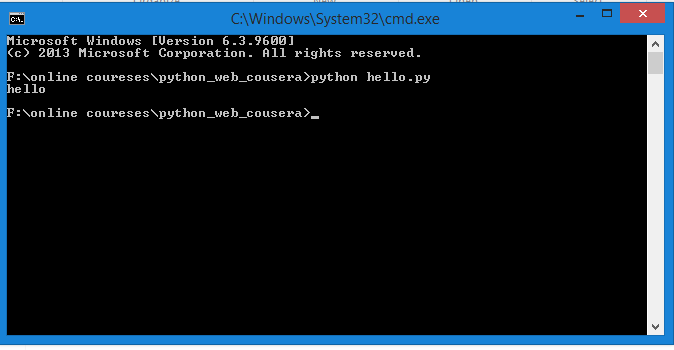 C:\Windows\System32\cmd.exe
Microsoft Windows [Version 6.3.9600]
(c) 2013 Microsoft Corporation. All rights reserved.
F:\online coureses\python_web_cousera>python hello.py
hello
F:\online coureses\python_web_cousera>